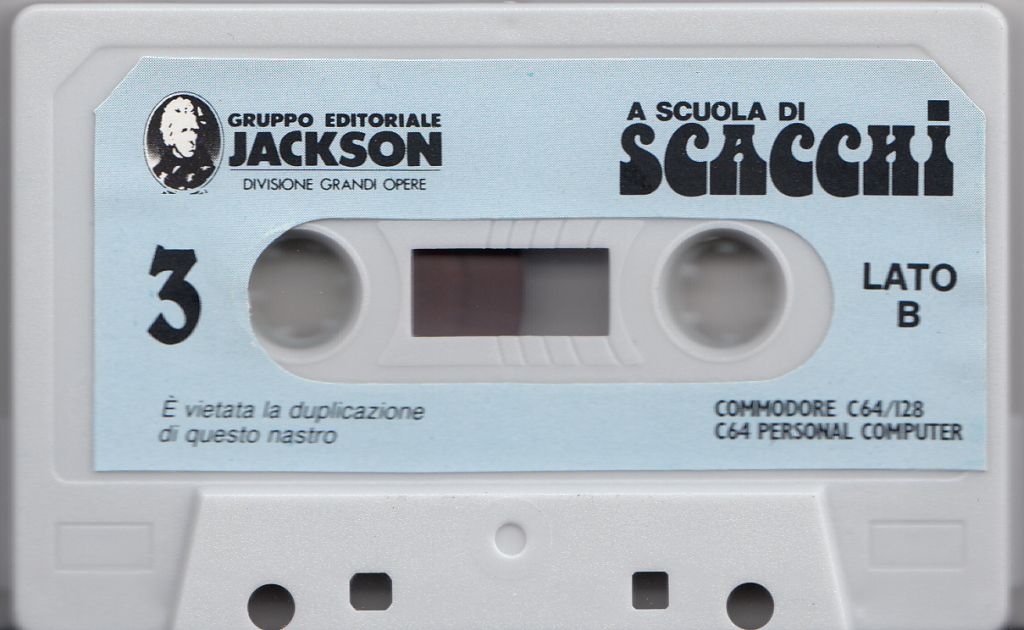 GRUPPO EDITORIALE
JACKSON
DIVISIONE GRANDI OPERE
A SCUOLA DI
SCACCHi
3
LATO
B
È vietata la duplicazione
di questo nastro
COMMODORE C64/128
C64 PERSONAL COMPUTER